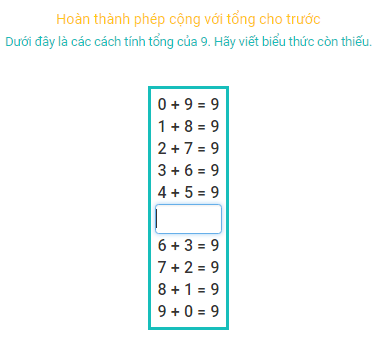 Hoàn thành phép cộng với tổng cho trước
Dưới đây là các cách tính tổng của 9. Hãy viết biểu thức còn thiếu.
0 + 9 = 9
1 + 8 = 9
2 + 7 = 9
3 + 6 = 9
4 + 5 = 9
6 + 3 = 9
7 + 2 = 9
8 + 1 = 9
9 + 0 = 9